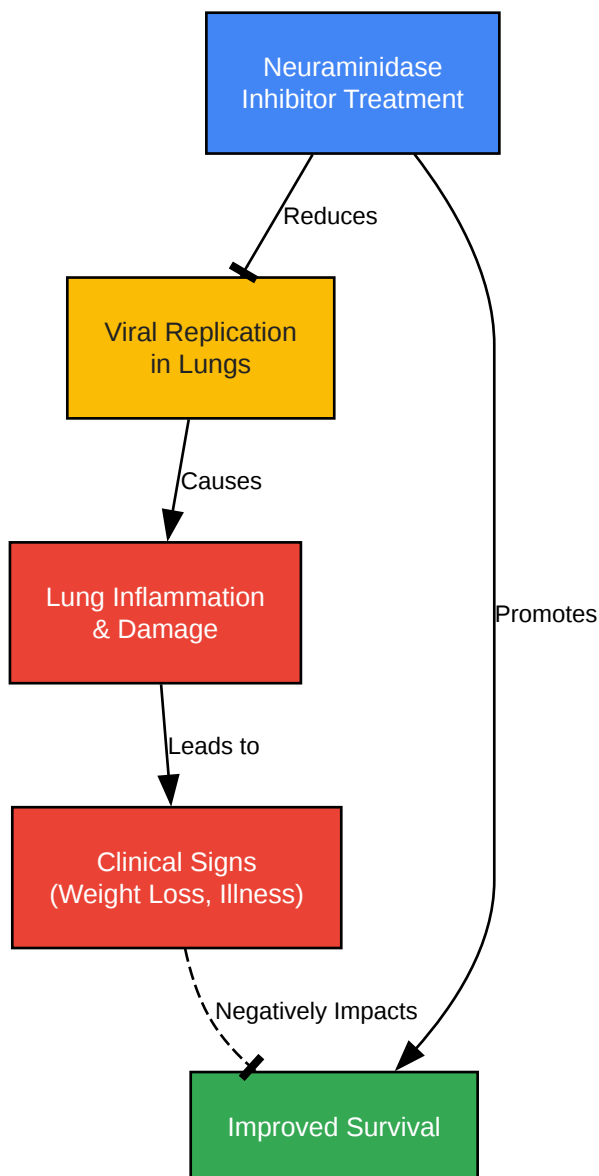 Neuraminidase
Inhibitor Treatment
Reduces
Viral Replication
in Lungs
Causes
Lung Inflammation
& Damage
Promotes
Leads to
Clinical Signs
(Weight Loss, Illness)
Negatively Impacts
Improved Survival